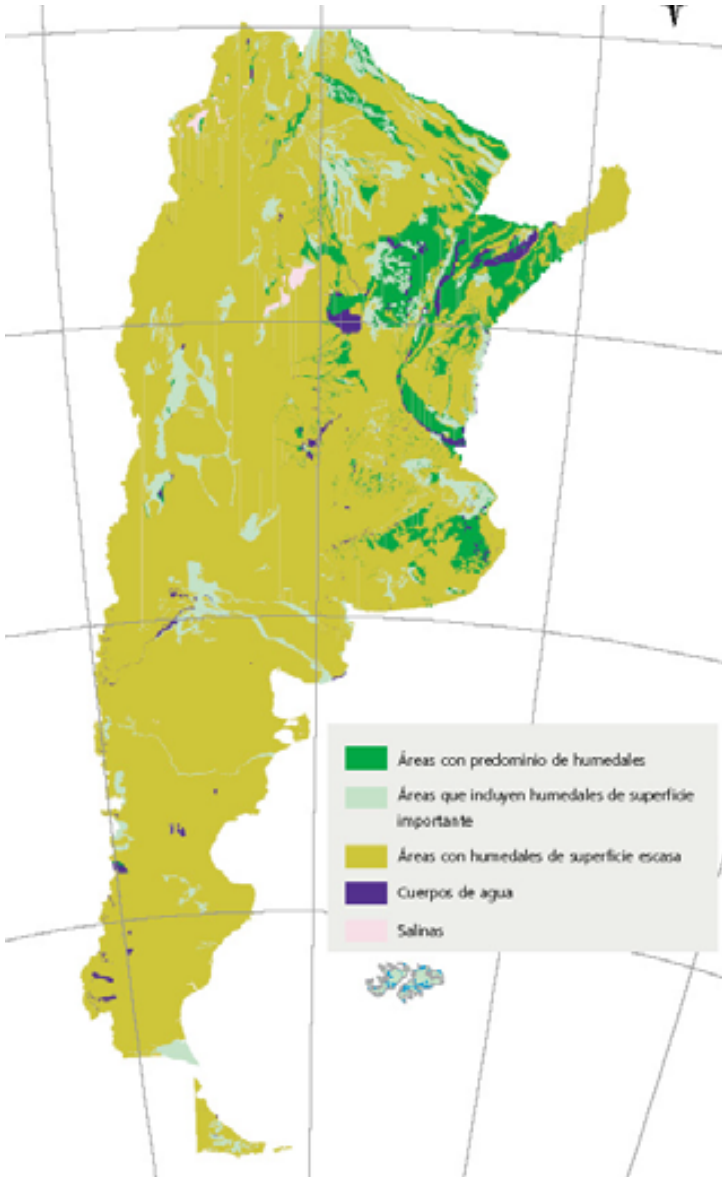 Áreas con predominio de humedales
Áreas que incluyen humedales de superficie
importante
Áreas con humedales de superficie escasa
Cuerpos de agua
Salinas